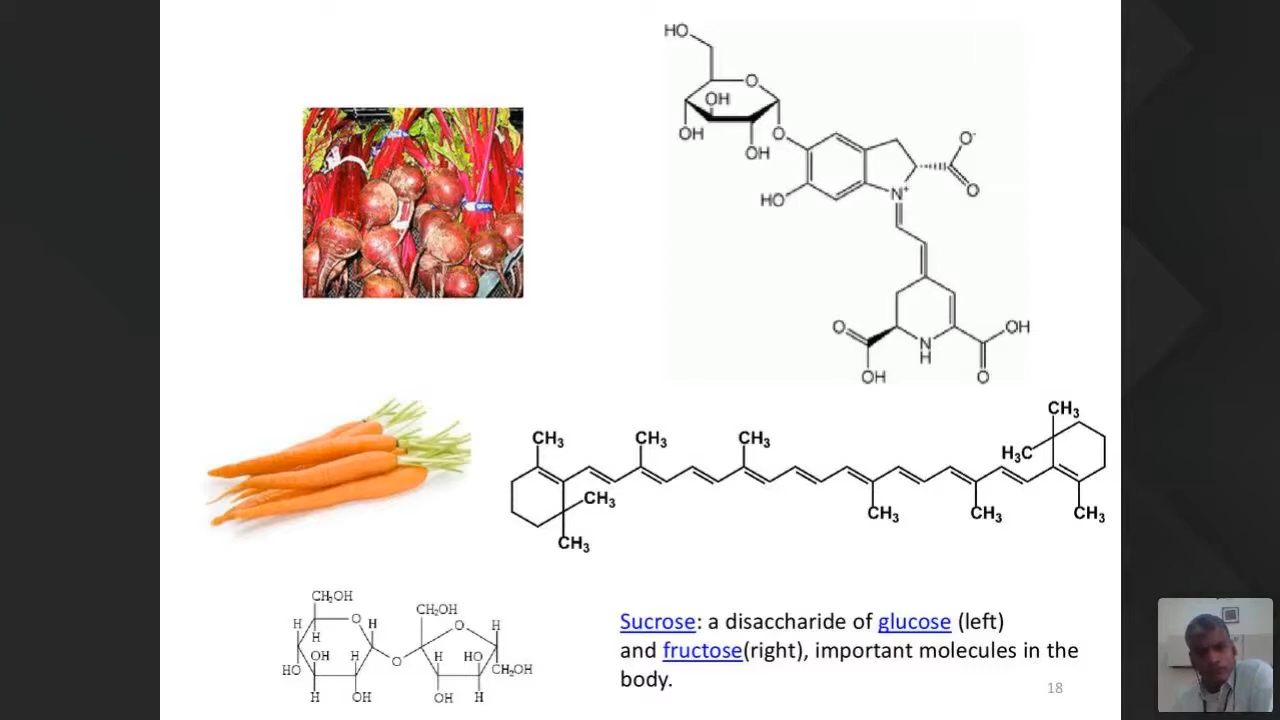 HO
O
OH
OH
OH
O
O⁻
O
HO
N⁺
O
OH
N
H
OH
O
CH₃
CH₃
CH₃
CH₃
H₃C
CH₃
CH₃
CH₃
CH₃
CH₃
CH₂OH
H
O
H
H
OH
H
HO
H
OH
O
CH₂OH
O
H
H
HO
CH₂OH
OH
H
Sucrose: a disaccharide of glucose (left)
and fructose(right), important molecules in the
body.
18